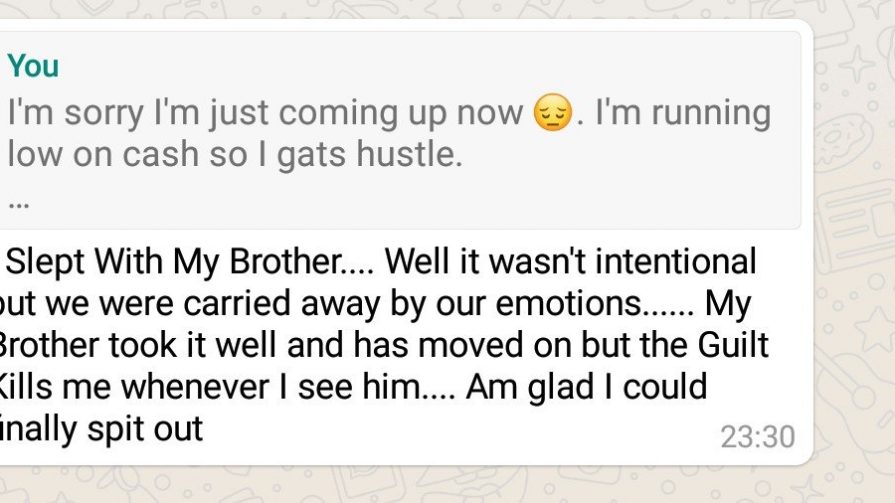 You
I'm sorry I'm just coming up now 😔. I'm running
low on cash so I gats hustle.
...
Slept With My Brother.... Well it wasn't intentional
but we were carried away by our emotions...... My
Brother took it well and has moved on but the Guilt
Kills me whenever I see him.... Am glad I could
finally spit out
23:30